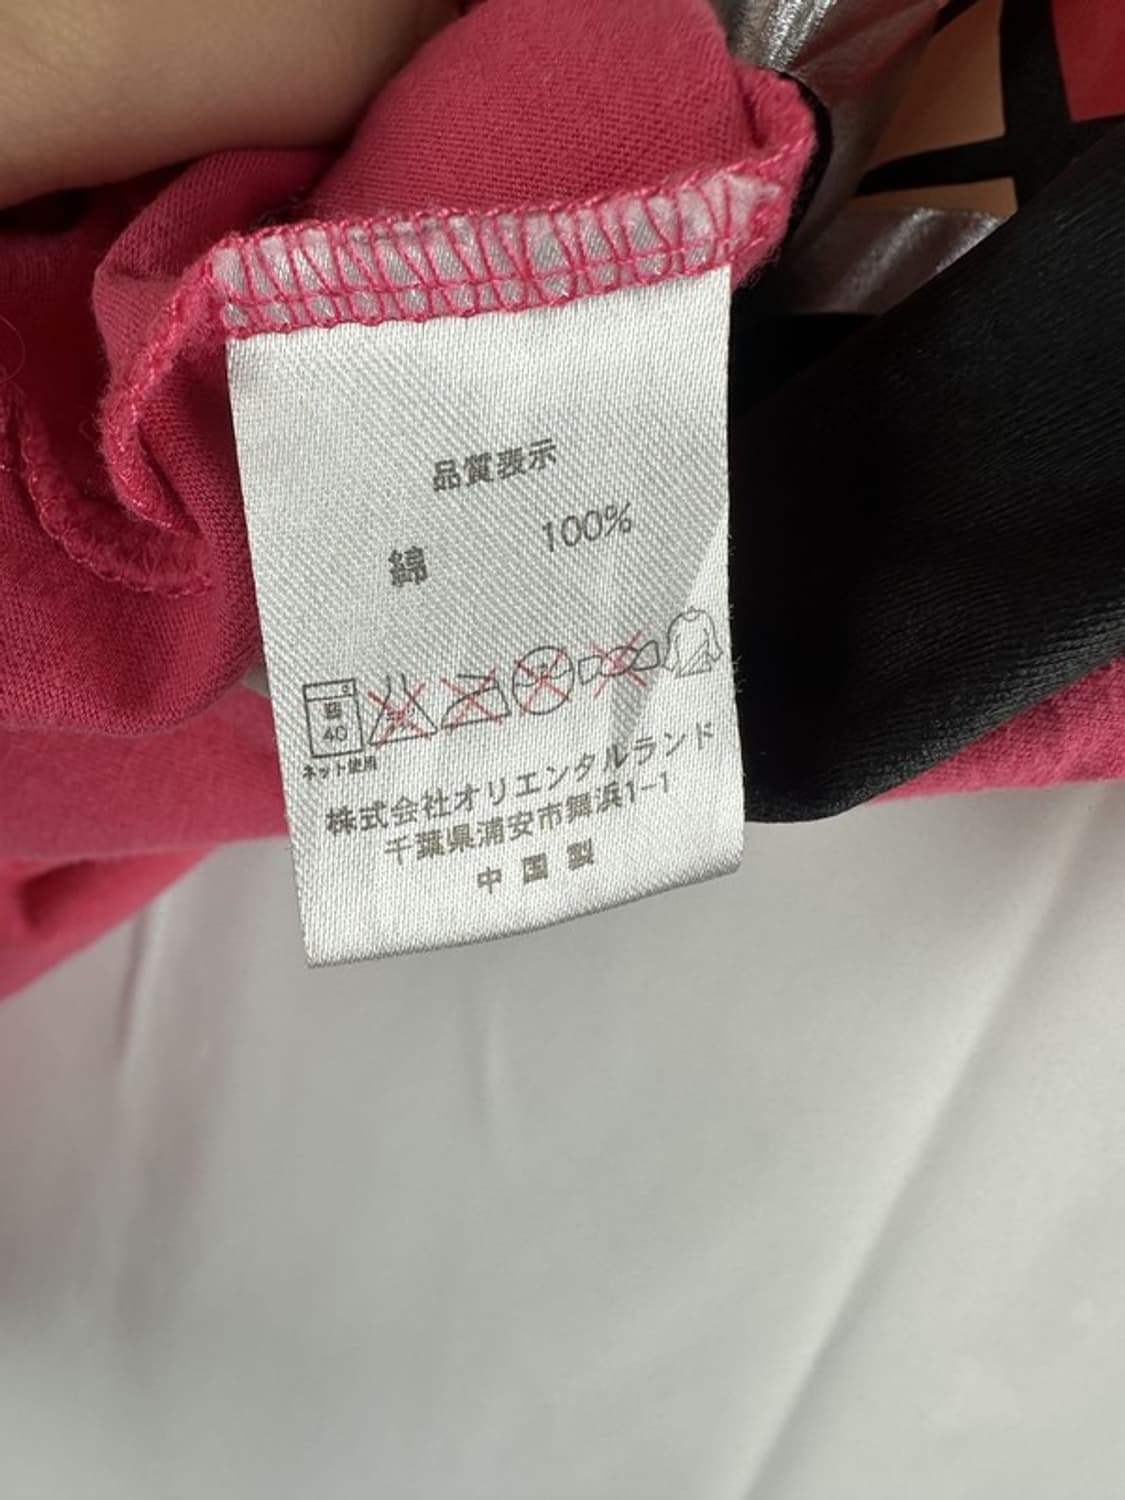 品質表示
綿 100%
40
ネット使用
株式会社オリエンタルランド
千葉県浦安市舞浜1-1
中国製